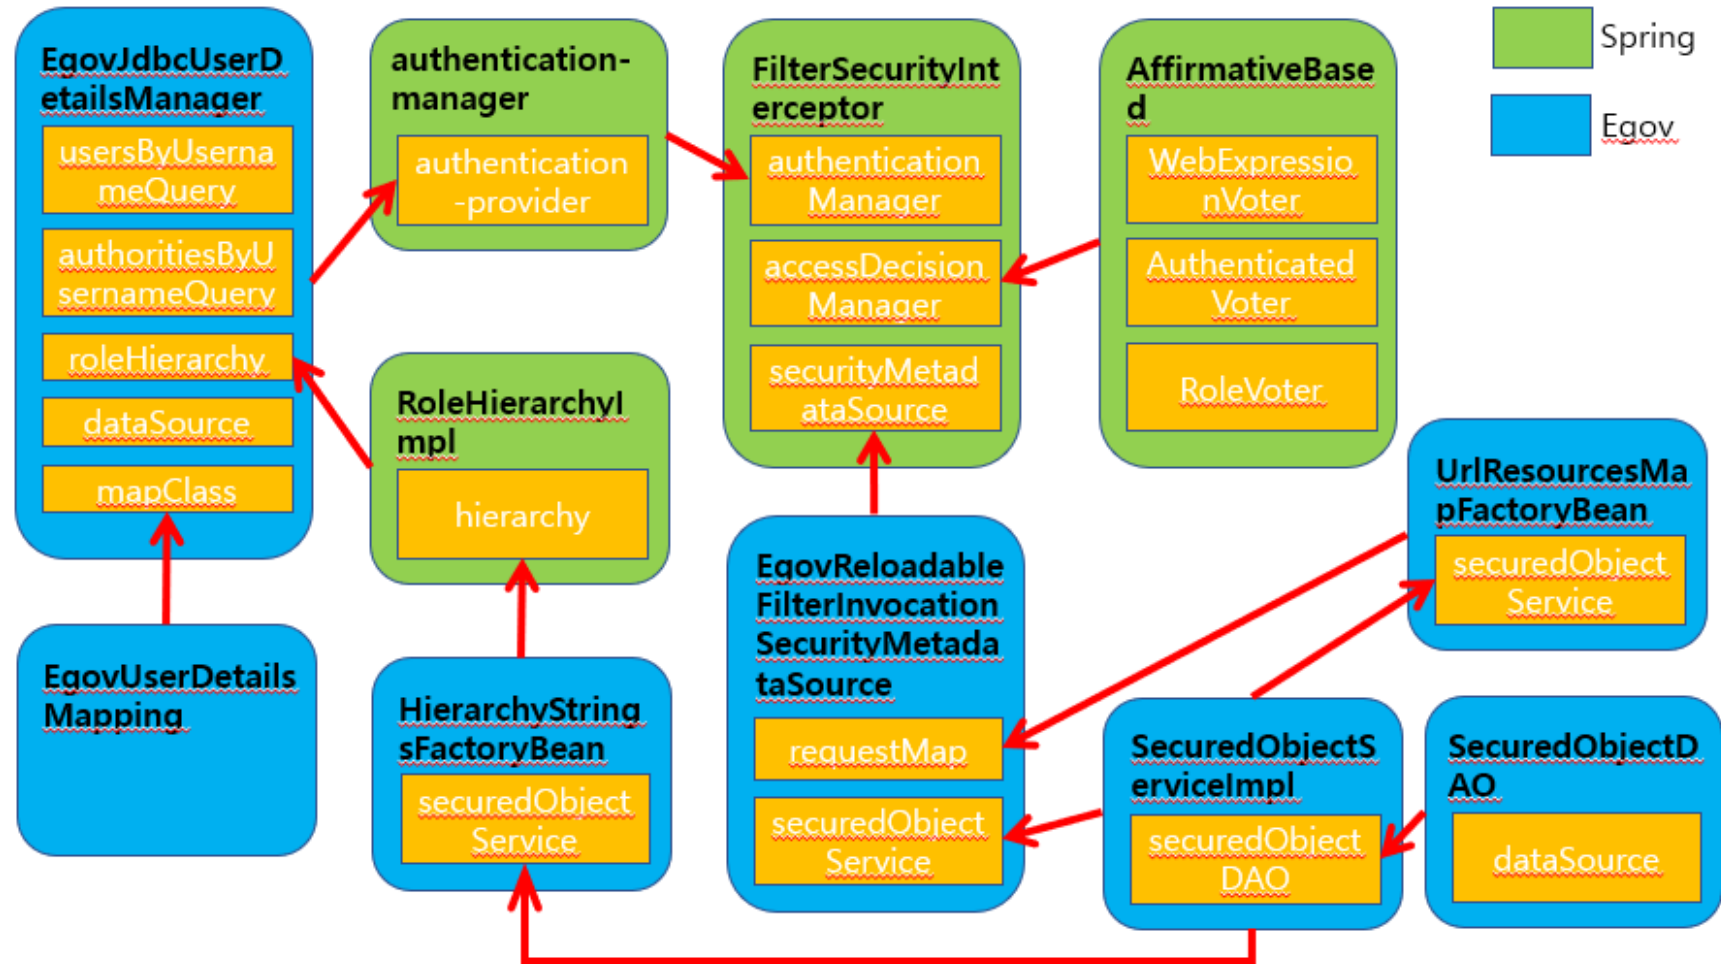 EgovJdbcUserD
etailsManager
usersByUserna
meQuery
authoritiesByU
sernameQuery
roleHierarchy
dataSource
mapClass
authentication-
manager
authentication
-provider
FilterSecurityInt
erceptor
authentication
Manager
accessDecision
Manager
securityMetad
ataSource
AffirmativeBase
d
WebExpressio
nVoter
Authenticated
Voter
RoleVoter
Spring
Egov
RoleHierarchyI
mpl
hierarchy
UrlResourcesMa
pFactoryBean
securedObject
Service
EgovUserDetails
Mapping
HierarchyString
sFactoryBean
securedObject
Service
EgovReloadable
FilterInvocation
SecurityMetada
taSource
requestMap
securedObject
Service
SecuredObjectS
erviceImpl
securedObject
DAO
SecuredObjectD
AO
dataSource